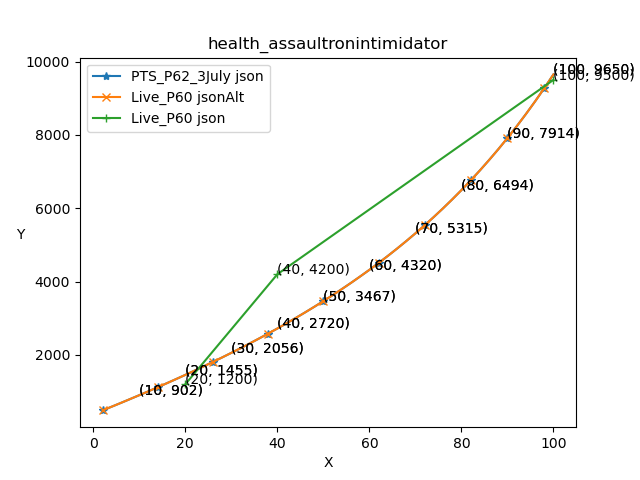 health_assaultronintimidator
PTS_P62_3July json
Live_P60 jsonAlt
Live_P60 json
10000
8000
6000
4000
2000
Y
(100, 9650)
(100, 9500)
(90, 7914)
(80, 6494)
(70, 5315)
(60, 4320)
(40, 4200)
(50, 3467)
(40, 2720)
(30, 2056)
(20, 1455)
(20, 1200)
(10, 902)
0 20 40 60 80 100
X